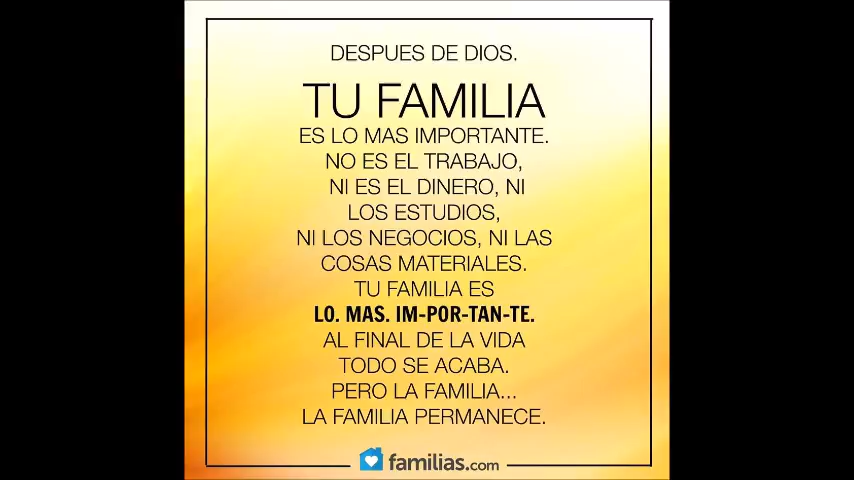 DESPUES DE DIOS.
TU FAMILIA
ES LO MAS IMPORTANTE.
NO ES EL TRABAJO,
NI ES EL DINERO, NI
LOS ESTUDIOS,
NI LOS NEGOCIOS, NI LAS
COSAS MATERIALES.
TU FAMILIA ES
LO. MAS. IM-POR-TAN-TE.
AL FINAL DE LA VIDA
TODO SE ACABA.
PERO LA FAMILIA...
LA FAMILIA PERMANECE.
familias.com